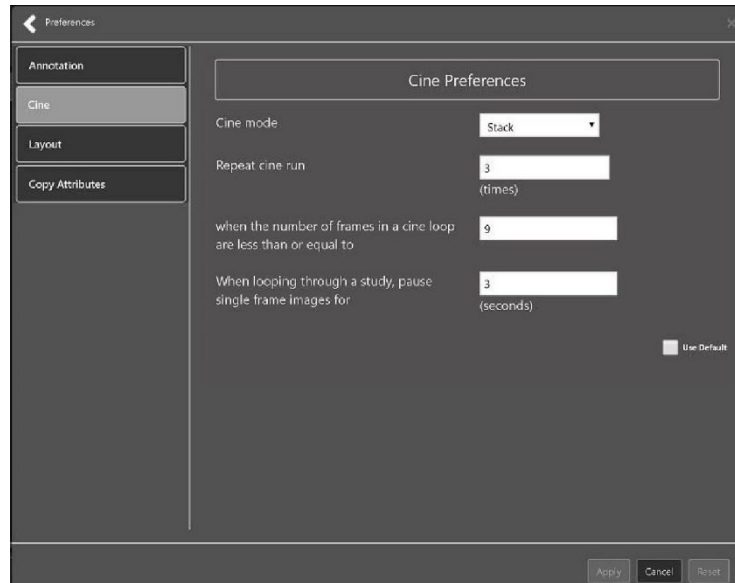 Preferences
Annotation
Cine
Layout
Copy Attributes
Cine Preferences
Cine mode
Stack
Repeat cine run
3
(times)
when the number of frames in a cine loop
are less than or equal to
9
When looping through a study, pause
single frame images for
3
(seconds)
Use Default
Apply
Cancel
Reset